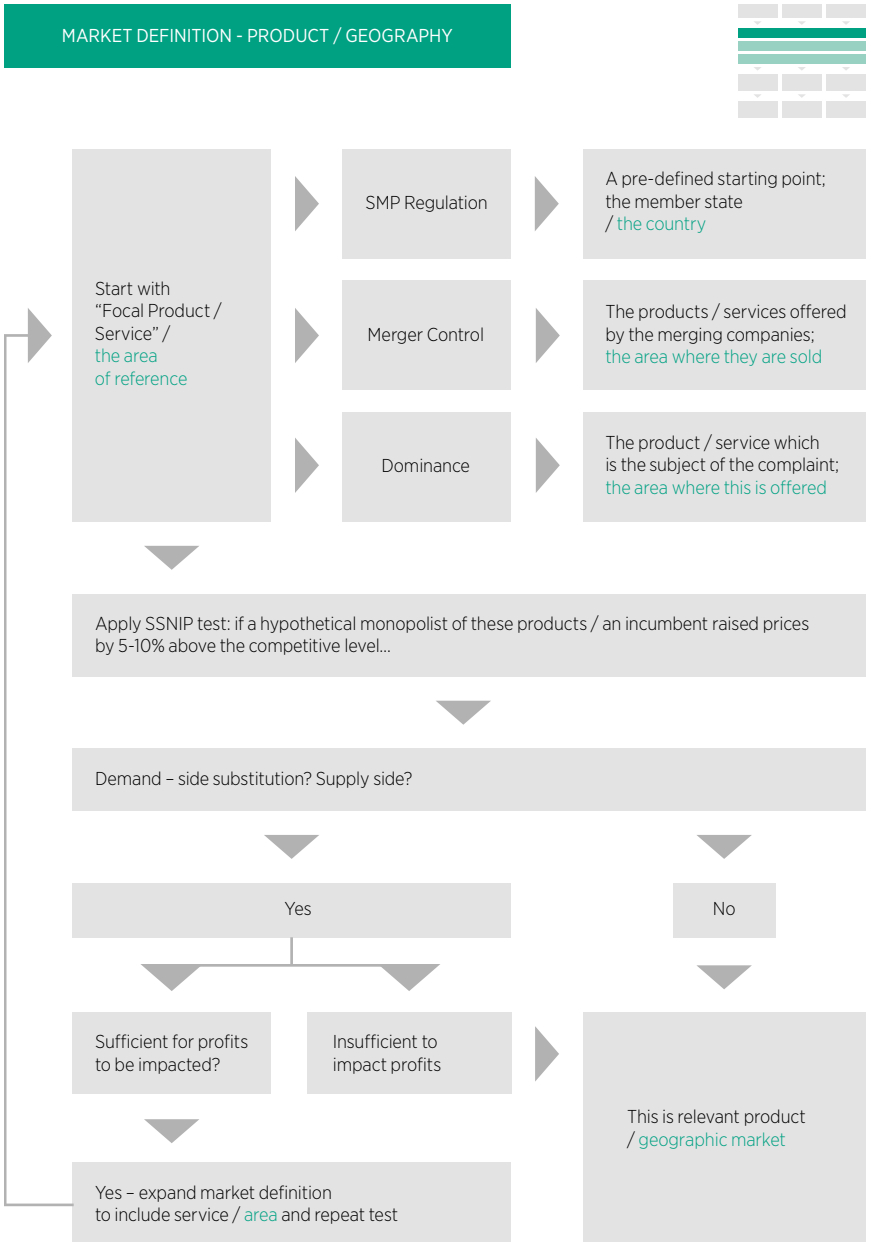 MARKET DEFINITION - PRODUCT / GEOGRAPHY
Start with
“Focal Product /
Service” /
the area
of reference
SMP Regulation
A pre-defined starting point;
the member state
/ the country
Merger Control
The products / services offered
by the merging companies;
the area where they are sold
Dominance
The product / service which
is the subject of the complaint;
the area where this is offered
Apply SSNIP test: if a hypothetical monopolist of these products / an incumbent raised prices
by 5-10% above the competitive level...
Demand – side substitution? Supply side?
Yes
No
Sufficient for profits
to be impacted?
Insufficient to
impact profits
This is relevant product
/ geographic market
Yes – expand market definition
to include service / area and repeat test